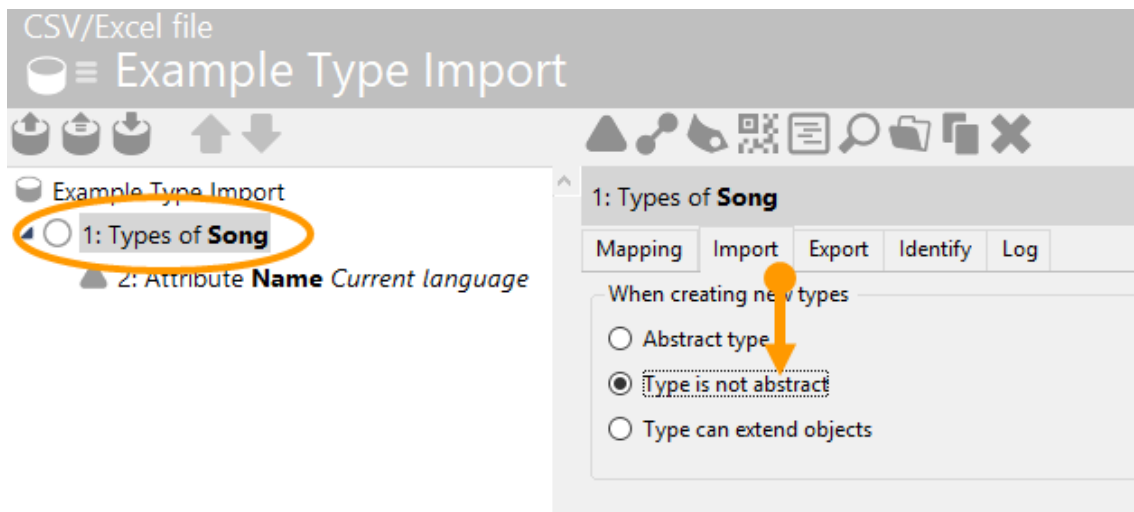 CSV/Excel file
Example Type Import
Example Type Import
1: Types of Song
2: Attribute Name Current language
1: Types of Song
Mapping Import Export Identify Log
When creating new types
Abstract type
Type is not abstract
Type can extend objects